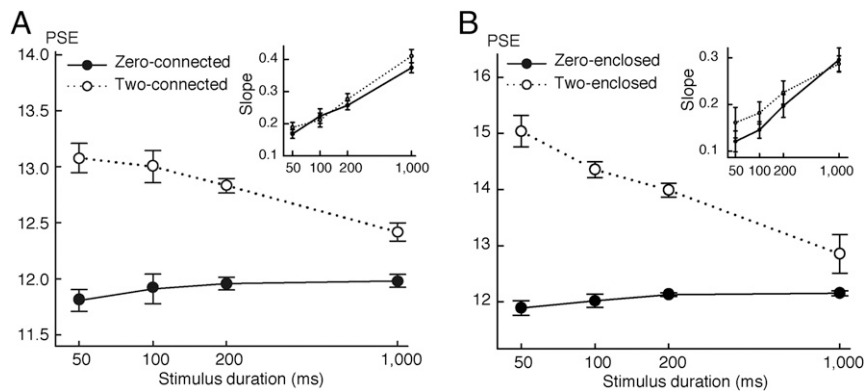 A
PSE
14.0
13.5
13.0
12.5
12.0
11.5
Zero-connected
Two-connected
Slope
0.4
0.3
0.2
0.1
50 100 200 1,000
50 100 200 1,000
Stimulus duration (ms)
B
PSE
16
15
14
13
12
Zero-enclosed
Two-enclosed
Slope
0.3
0.2
0.1
50 100 200 1,000
50 100 200 1,000
Stimulus duration (ms)